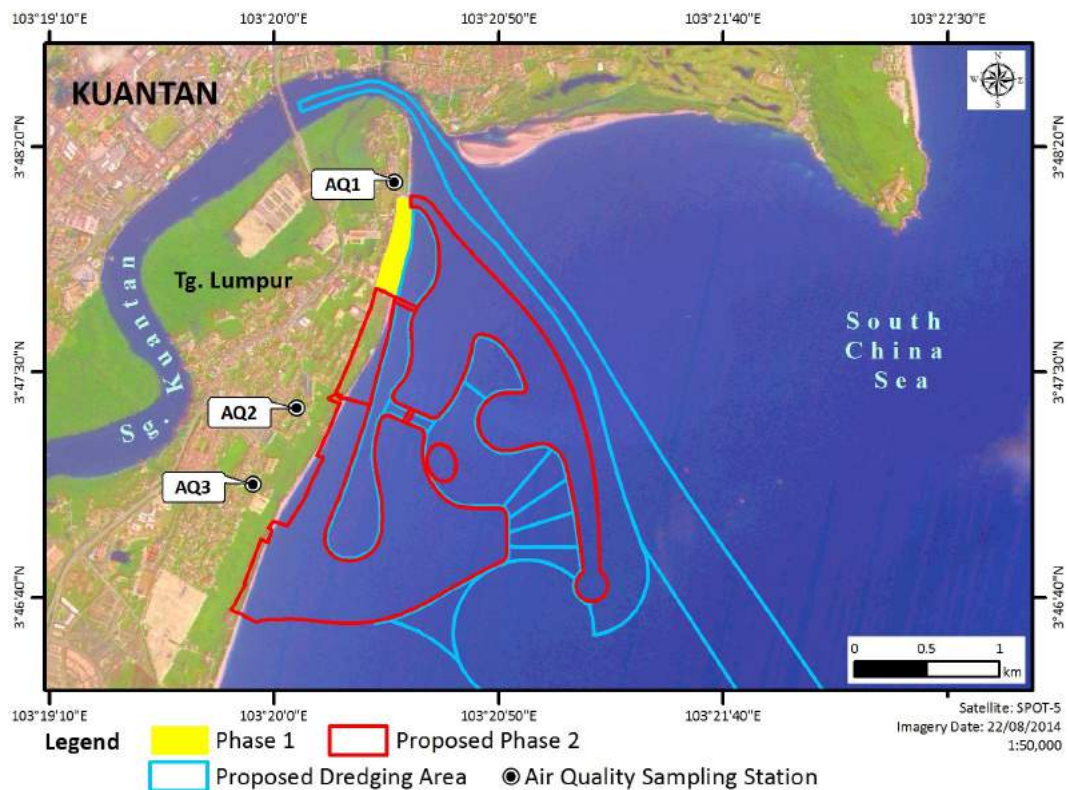 103°19'10"E 103°20'0"E 103°20'50"E 103°21'40"E 103°22'30"E
KUANTAN
N
W E
S
3°48'20"N 3°48'20"N
AQ1
Tg. Lumpur
Sg. Kuantan
South
China
Sea
3°47'30"N 3°47'30"N
AQ2
AQ3
3°46'40"N 3°46'40"N
0 0.5 1
km
103°19'10"E 103°20'0"E 103°20'50"E 103°21'40"E
Satellite: SPOT-5
Imagery Date: 22/08/2014
1:50,000
Legend Phase 1 Proposed Phase 2
Proposed Dredging Area Air Quality Sampling Station